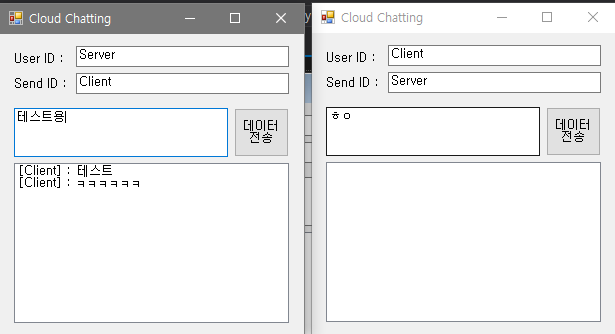 Cloud Chatting
User ID : Server
Send ID : Client
테스트용
데이터
전송
[Client] : 테스트
[Client] : ㅋㅋㅋㅋㅋㅋ
Cloud Chatting
User ID : Client
Send ID : Server
ㅎㅇ
데이터
전송